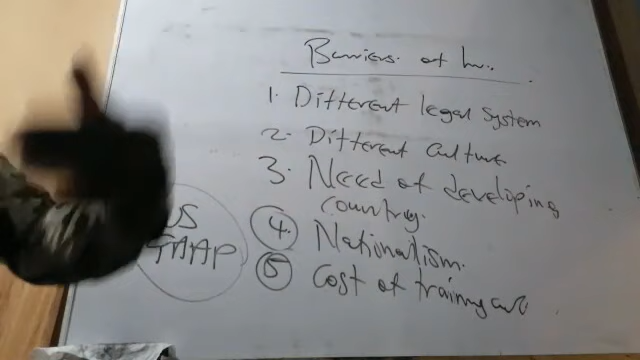 Barriers of
1. Different legal system
2. Different culture
3. Need of developing
country.
4. Nationalism.
5 Cost of training
US
GAAP